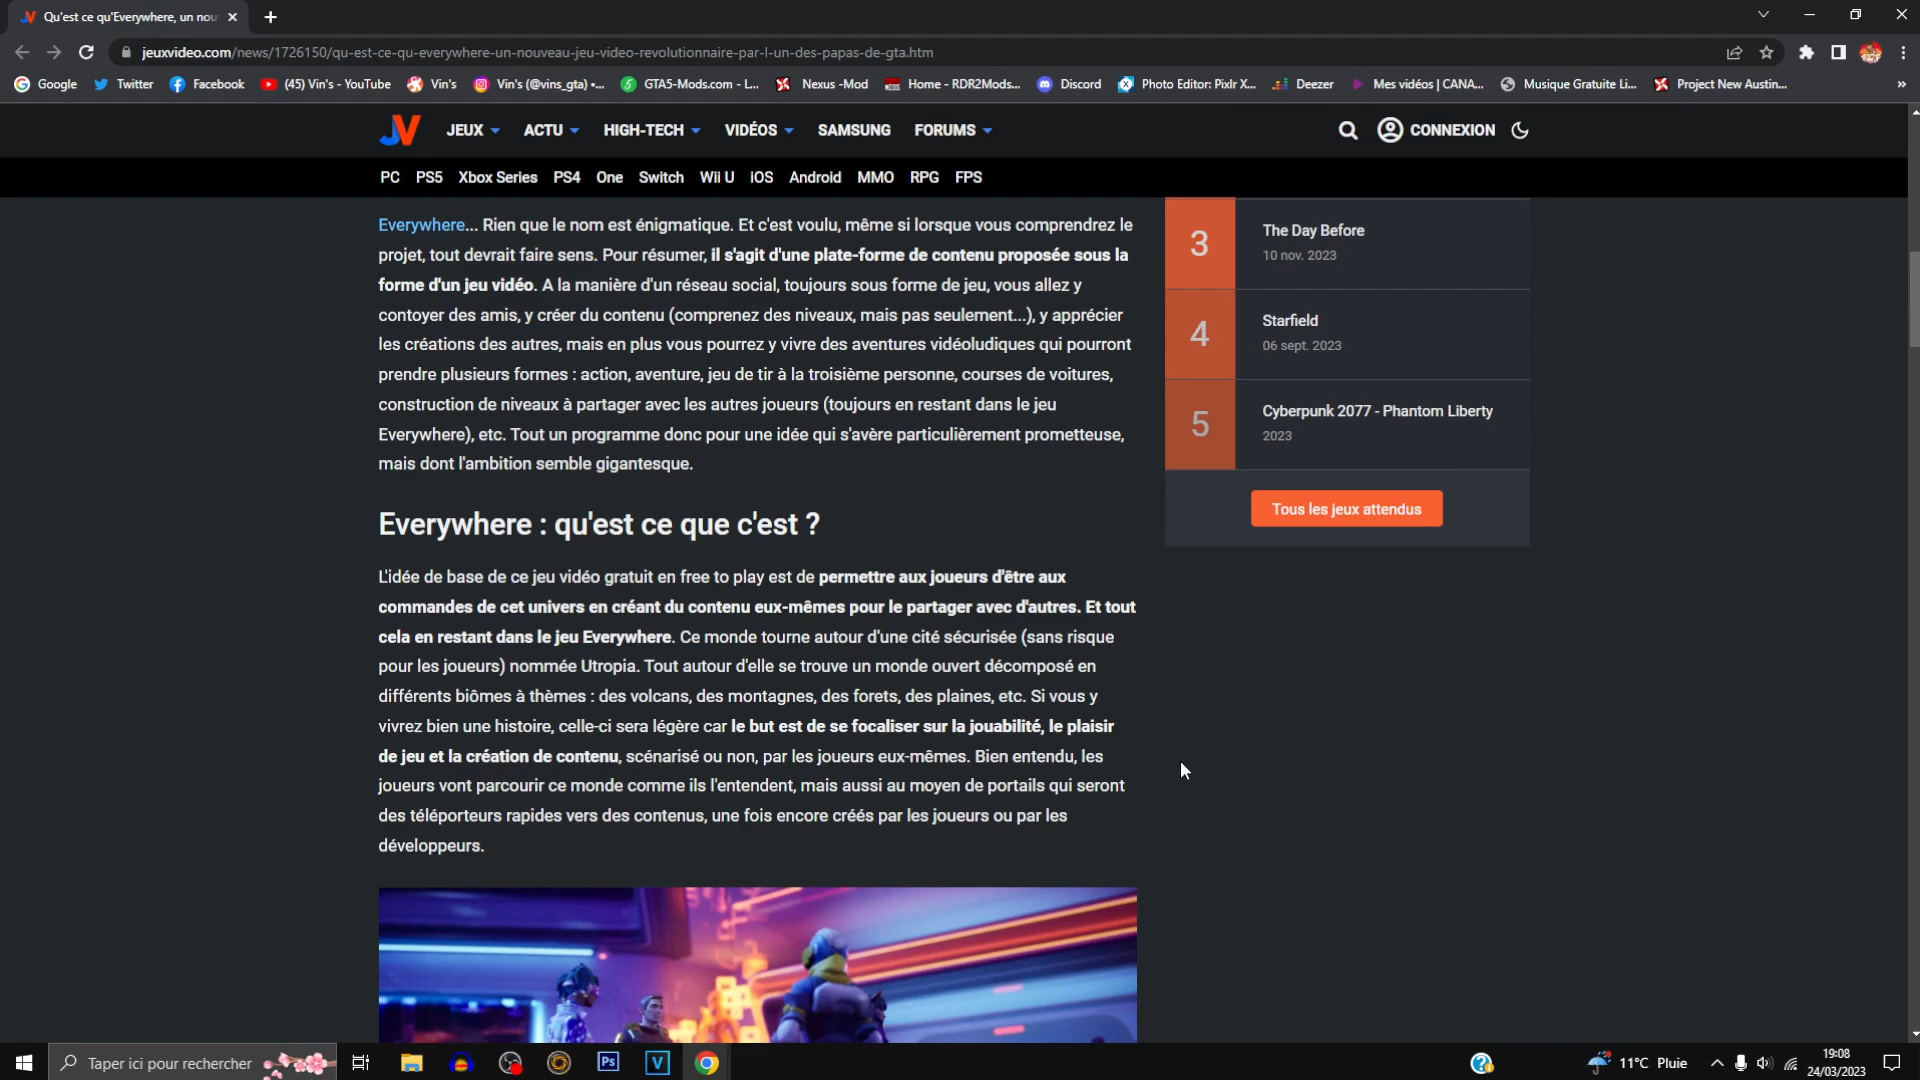 Qu'est ce qu'Everywhere, un nou
jeuxvideo.com/news/1726150/qu-est-ce-qu-everywhere-un-nouveau-jeu-video-revolutionnaire-par-l-un-des-papas-de-gta.htm
Google Twitter Facebook (45) Vin's - YouTube Vin's Vin's (@vins_gta) •... GTA5-Mods.com - L... Nexus -Mod Home - RDR2Mods... Discord Photo Editor: Pixlr X... Deezer Mes vidéos | CANA... Musique Gratuite Li... Project New Austin... »
JV JEUX ACTU HIGH-TECH VIDÉOS SAMSUNG FORUMS CONNEXION
PC PS5 Xbox Series PS4 One Switch Wii U iOS Android MMO RPG FPS
Everywhere... Rien que le nom est énigmatique. Et c'est voulu, même si lorsque vous comprendrez le
projet, tout devrait faire sens. Pour résumer, il s'agit d'une plate-forme de contenu proposée sous la
forme d'un jeu vidéo. A la manière d'un réseau social, toujours sous forme de jeu, vous allez y
contoyer des amis, y créer du contenu (comprenez des niveaux, mais pas seulement...), y apprécier
les créations des autres, mais en plus vous pourrez y vivre des aventures vidéoludiques qui pourront
prendre plusieurs formes : action, aventure, jeu de tir à la troisième personne, courses de voitures,
construction de niveaux à partager avec les autres joueurs (toujours en restant dans le jeu
Everywhere), etc. Tout un programme donc pour une idée qui s'avère particulièrement prometteuse,
mais dont l'ambition semble gigantesque.
Everywhere : qu'est ce que c'est ?
L'idée de base de ce jeu vidéo gratuit en free to play est de permettre aux joueurs d'être aux
commandes de cet univers en créant du contenu eux-mêmes pour le partager avec d'autres. Et tout
cela en restant dans le jeu Everywhere. Ce monde tourne autour d'une cité sécurisée (sans risque
pour les joueurs) nommée Utropia. Tout autour d'elle se trouve un monde ouvert décomposé en
différents biômes à thèmes : des volcans, des montagnes, des forets, des plaines, etc. Si vous y
vivrez bien une histoire, celle-ci sera légère car le but est de se focaliser sur la jouabilité, le plaisir
de jeu et la création de contenu, scénarisé ou non, par les joueurs eux-mêmes. Bien entendu, les
joueurs vont parcourir ce monde comme ils l'entendent, mais aussi au moyen de portails qui seront
des téléporteurs rapides vers des contenus, une fois encore créés par les joueurs ou par les
développeurs.
3
The Day Before
10 nov. 2023
4
Starfield
06 sept. 2023
5
Cyberpunk 2077 - Phantom Liberty
2023
Tous les jeux attendus
Taper ici pour rechercher
Ps
V
11°C Pluie
19:08
24/03/2023